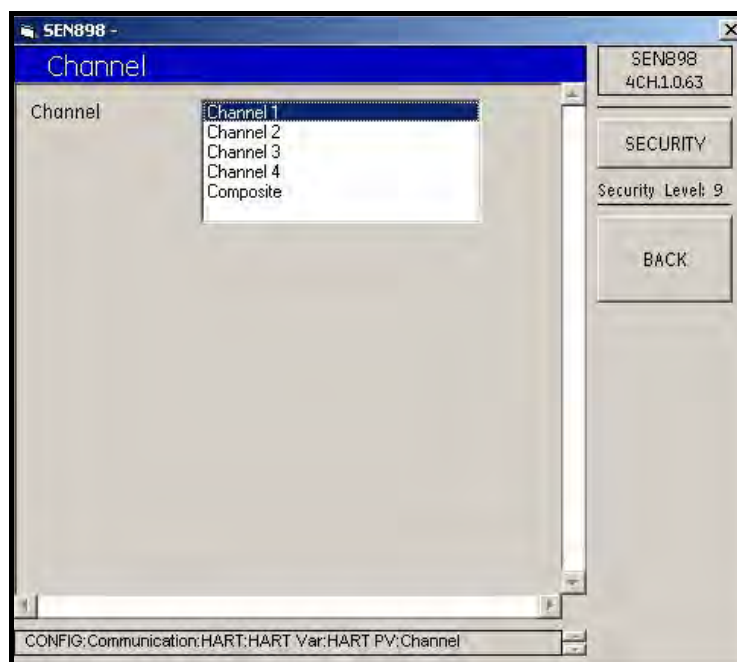 SEN898 -
Channel
Channel
Channel 1
Channel 2
Channel 3
Channel 4
Composite
SEN898
4CH.1.0.63
SECURITY
Security Level: 9
BACK
CONFIG:Communication:HART:HART Var:HART PV:Channel